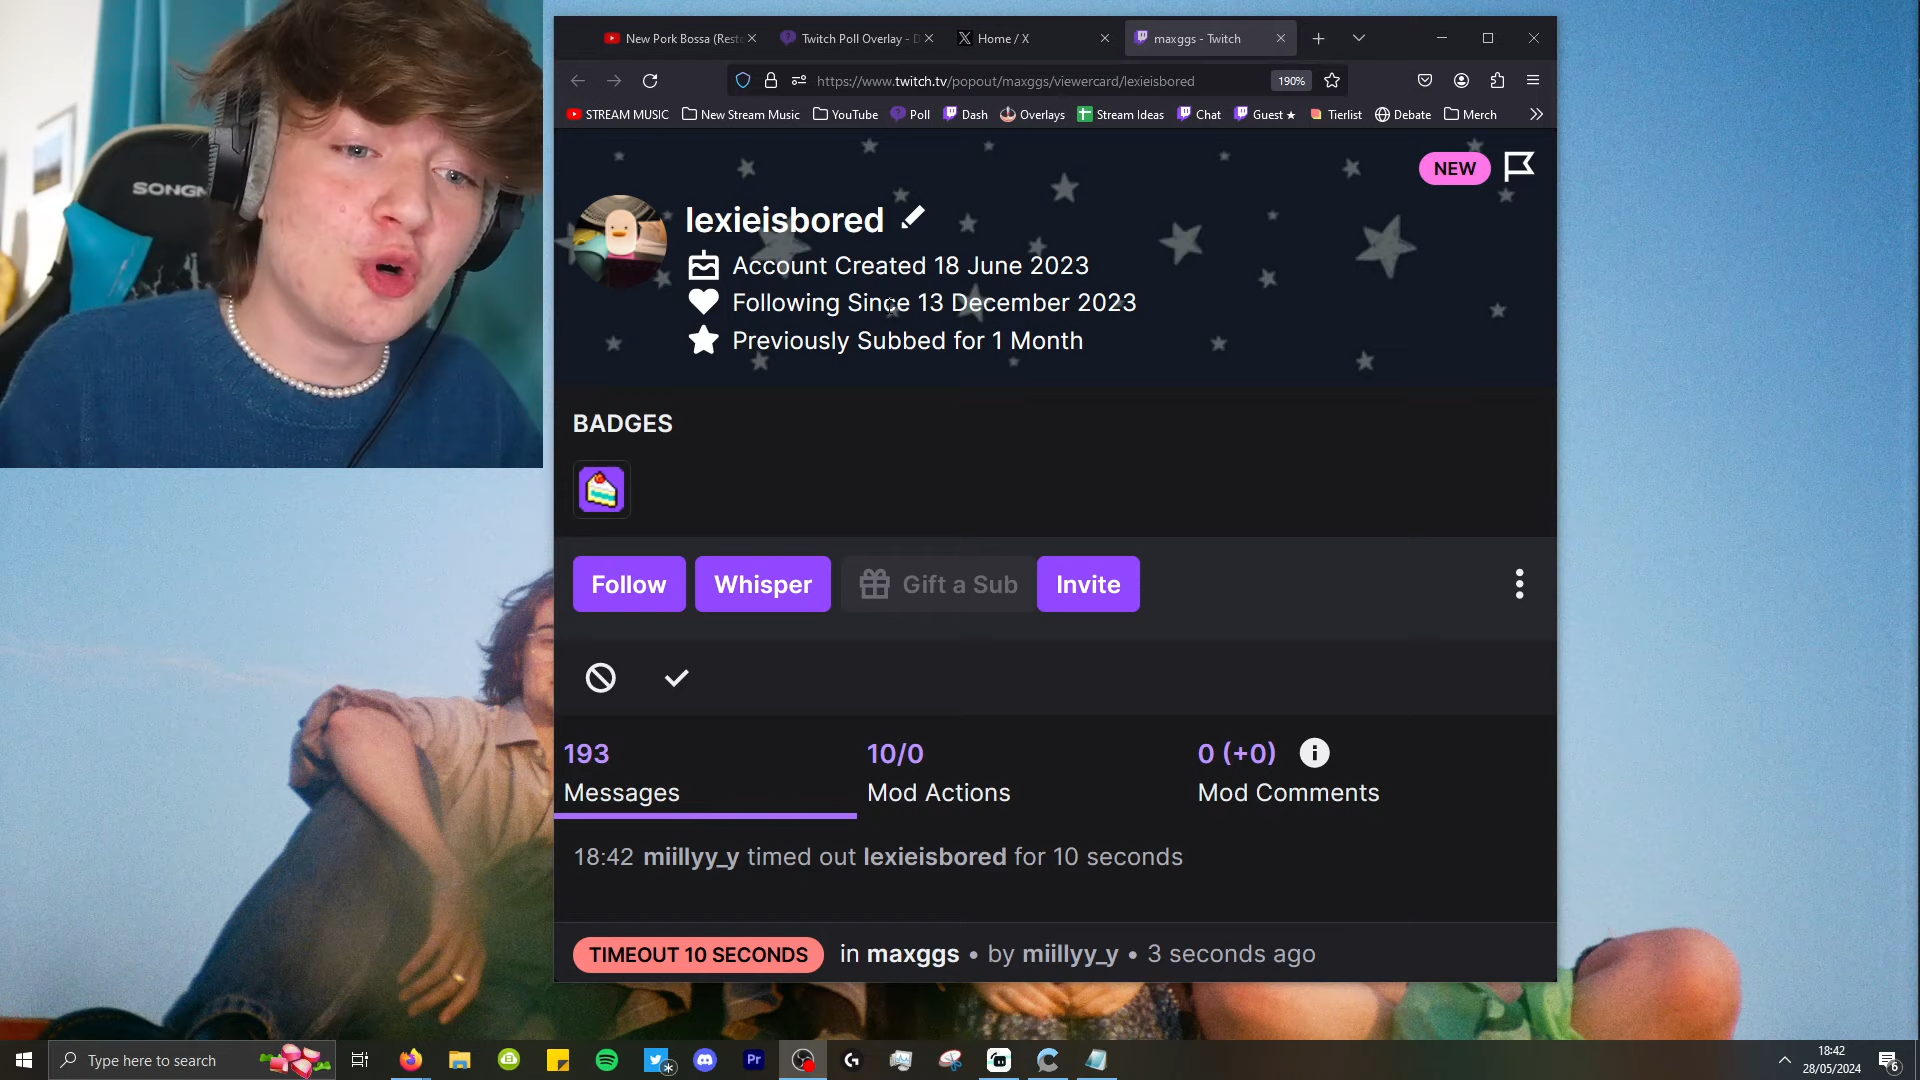 New Pork Bossa (Rest
Twitch Poll Overlay -
Home / X
maxggs - Twitch
https://www.twitch.tv/popout/maxggs/viewercard/lexieisbored
190%
STREAM MUSIC
New Stream Music
YouTube
Poll
Dash
Overlays
Stream Ideas
Chat
Guest ★
Tierlist
Debate
Merch
NEW
lexieisbored
Account Created 18 June 2023
Following Since 13 December 2023
Previously Subbed for 1 Month
BADGES
Follow
Whisper
Gift a Sub
Invite
193
Messages
10/0
Mod Actions
0 (+0)
Mod Comments
18:42 miillyy_y timed out lexieisbored for 10 seconds
TIMEOUT 10 SECONDS in maxggs • by miillyy_y • 3 seconds ago
Type here to search
Pr
18:42
28/05/2024
6